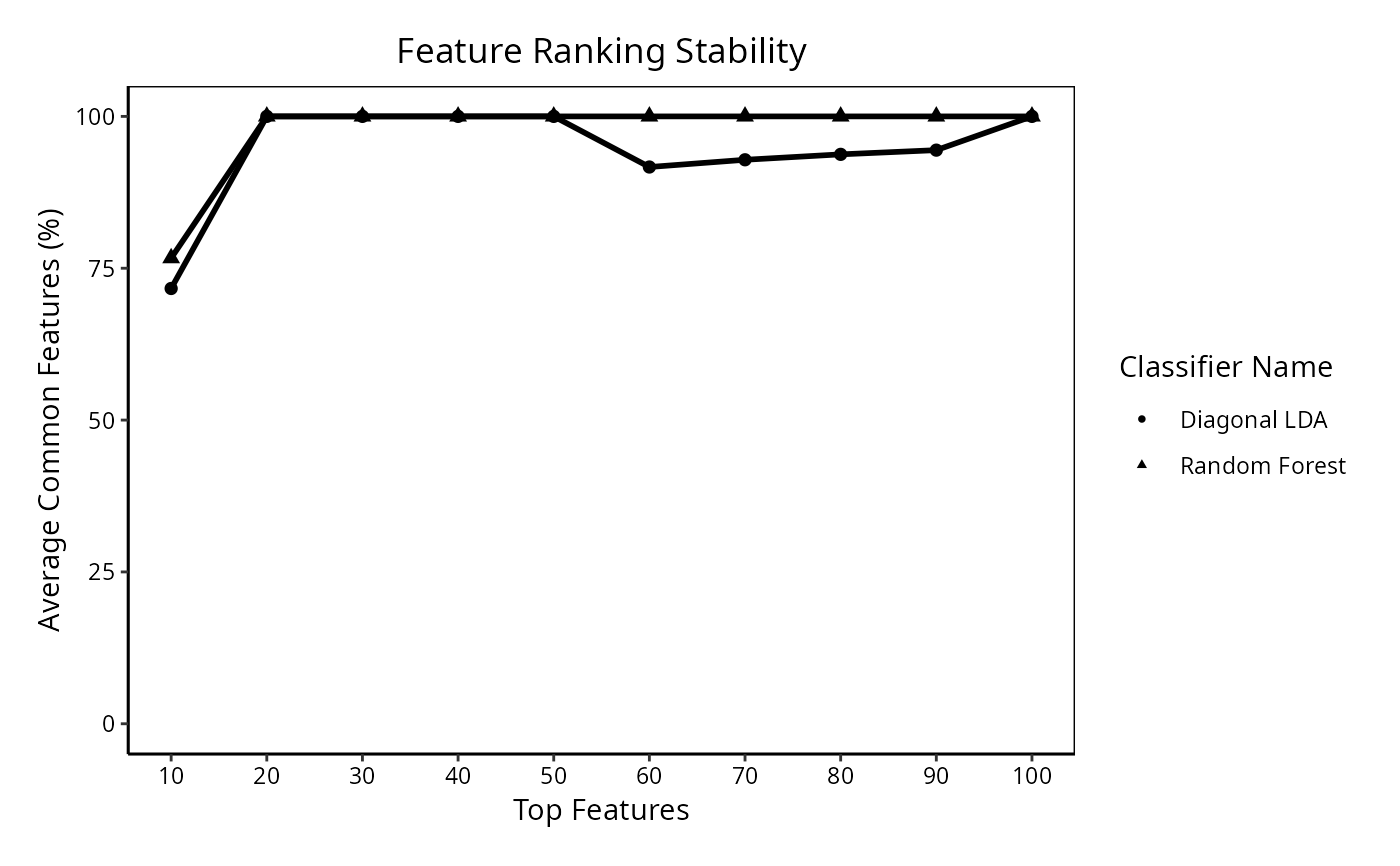 Feature Ranking Stability
Average Common Features (%)
100
75
50
25
0
10 20 30 40 50 60 70 80 90 100
Top Features
Classifier Name
Diagonal LDA
Random Forest